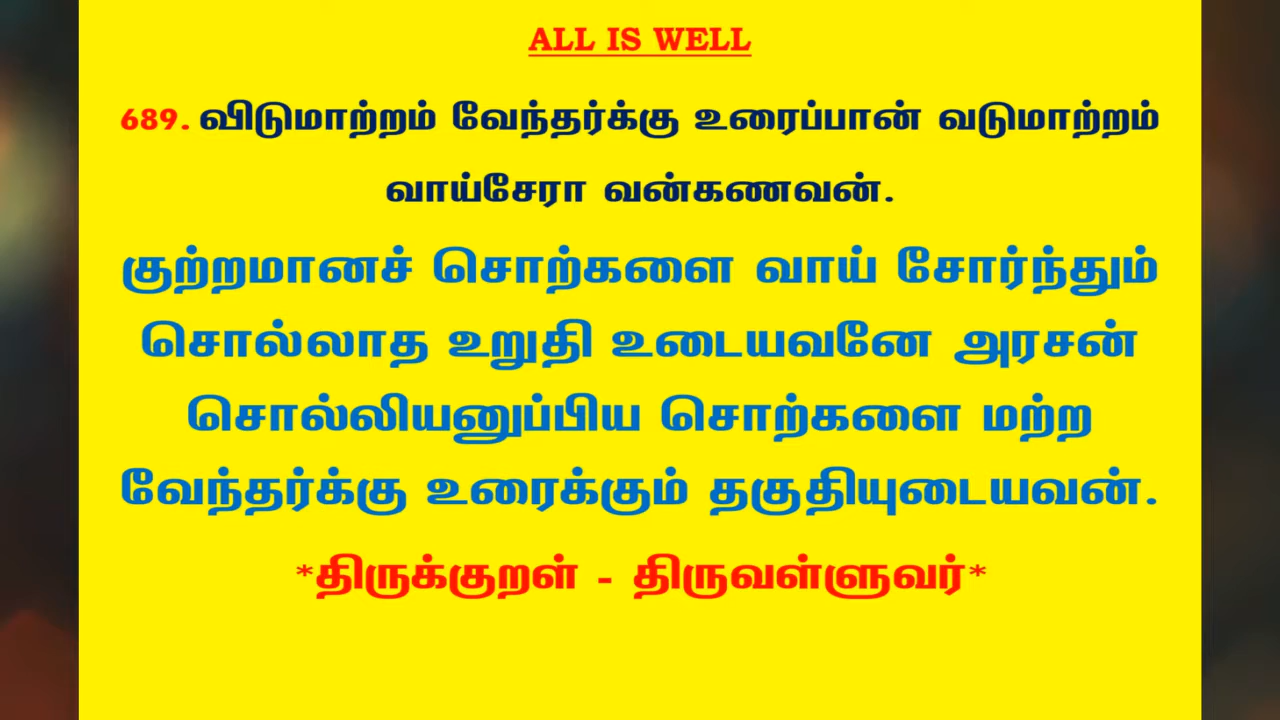 ALL IS WELL
689. விடுமாற்றம் வேந்தர்க்கு உரைப்பான் வடுமாற்றம்
வாய்சேரா வன்கணவன்.
குற்றமானச் சொற்களை வாய் சோர்ந்தும்
சொல்லாத உறுதி உடையவனே அரசன்
சொல்லியனுப்பிய சொற்களை மற்ற
வேந்தர்க்கு உரைக்கும் தகுதியுடையவன்.
*திருக்குறள் - திருவள்ளுவர்*